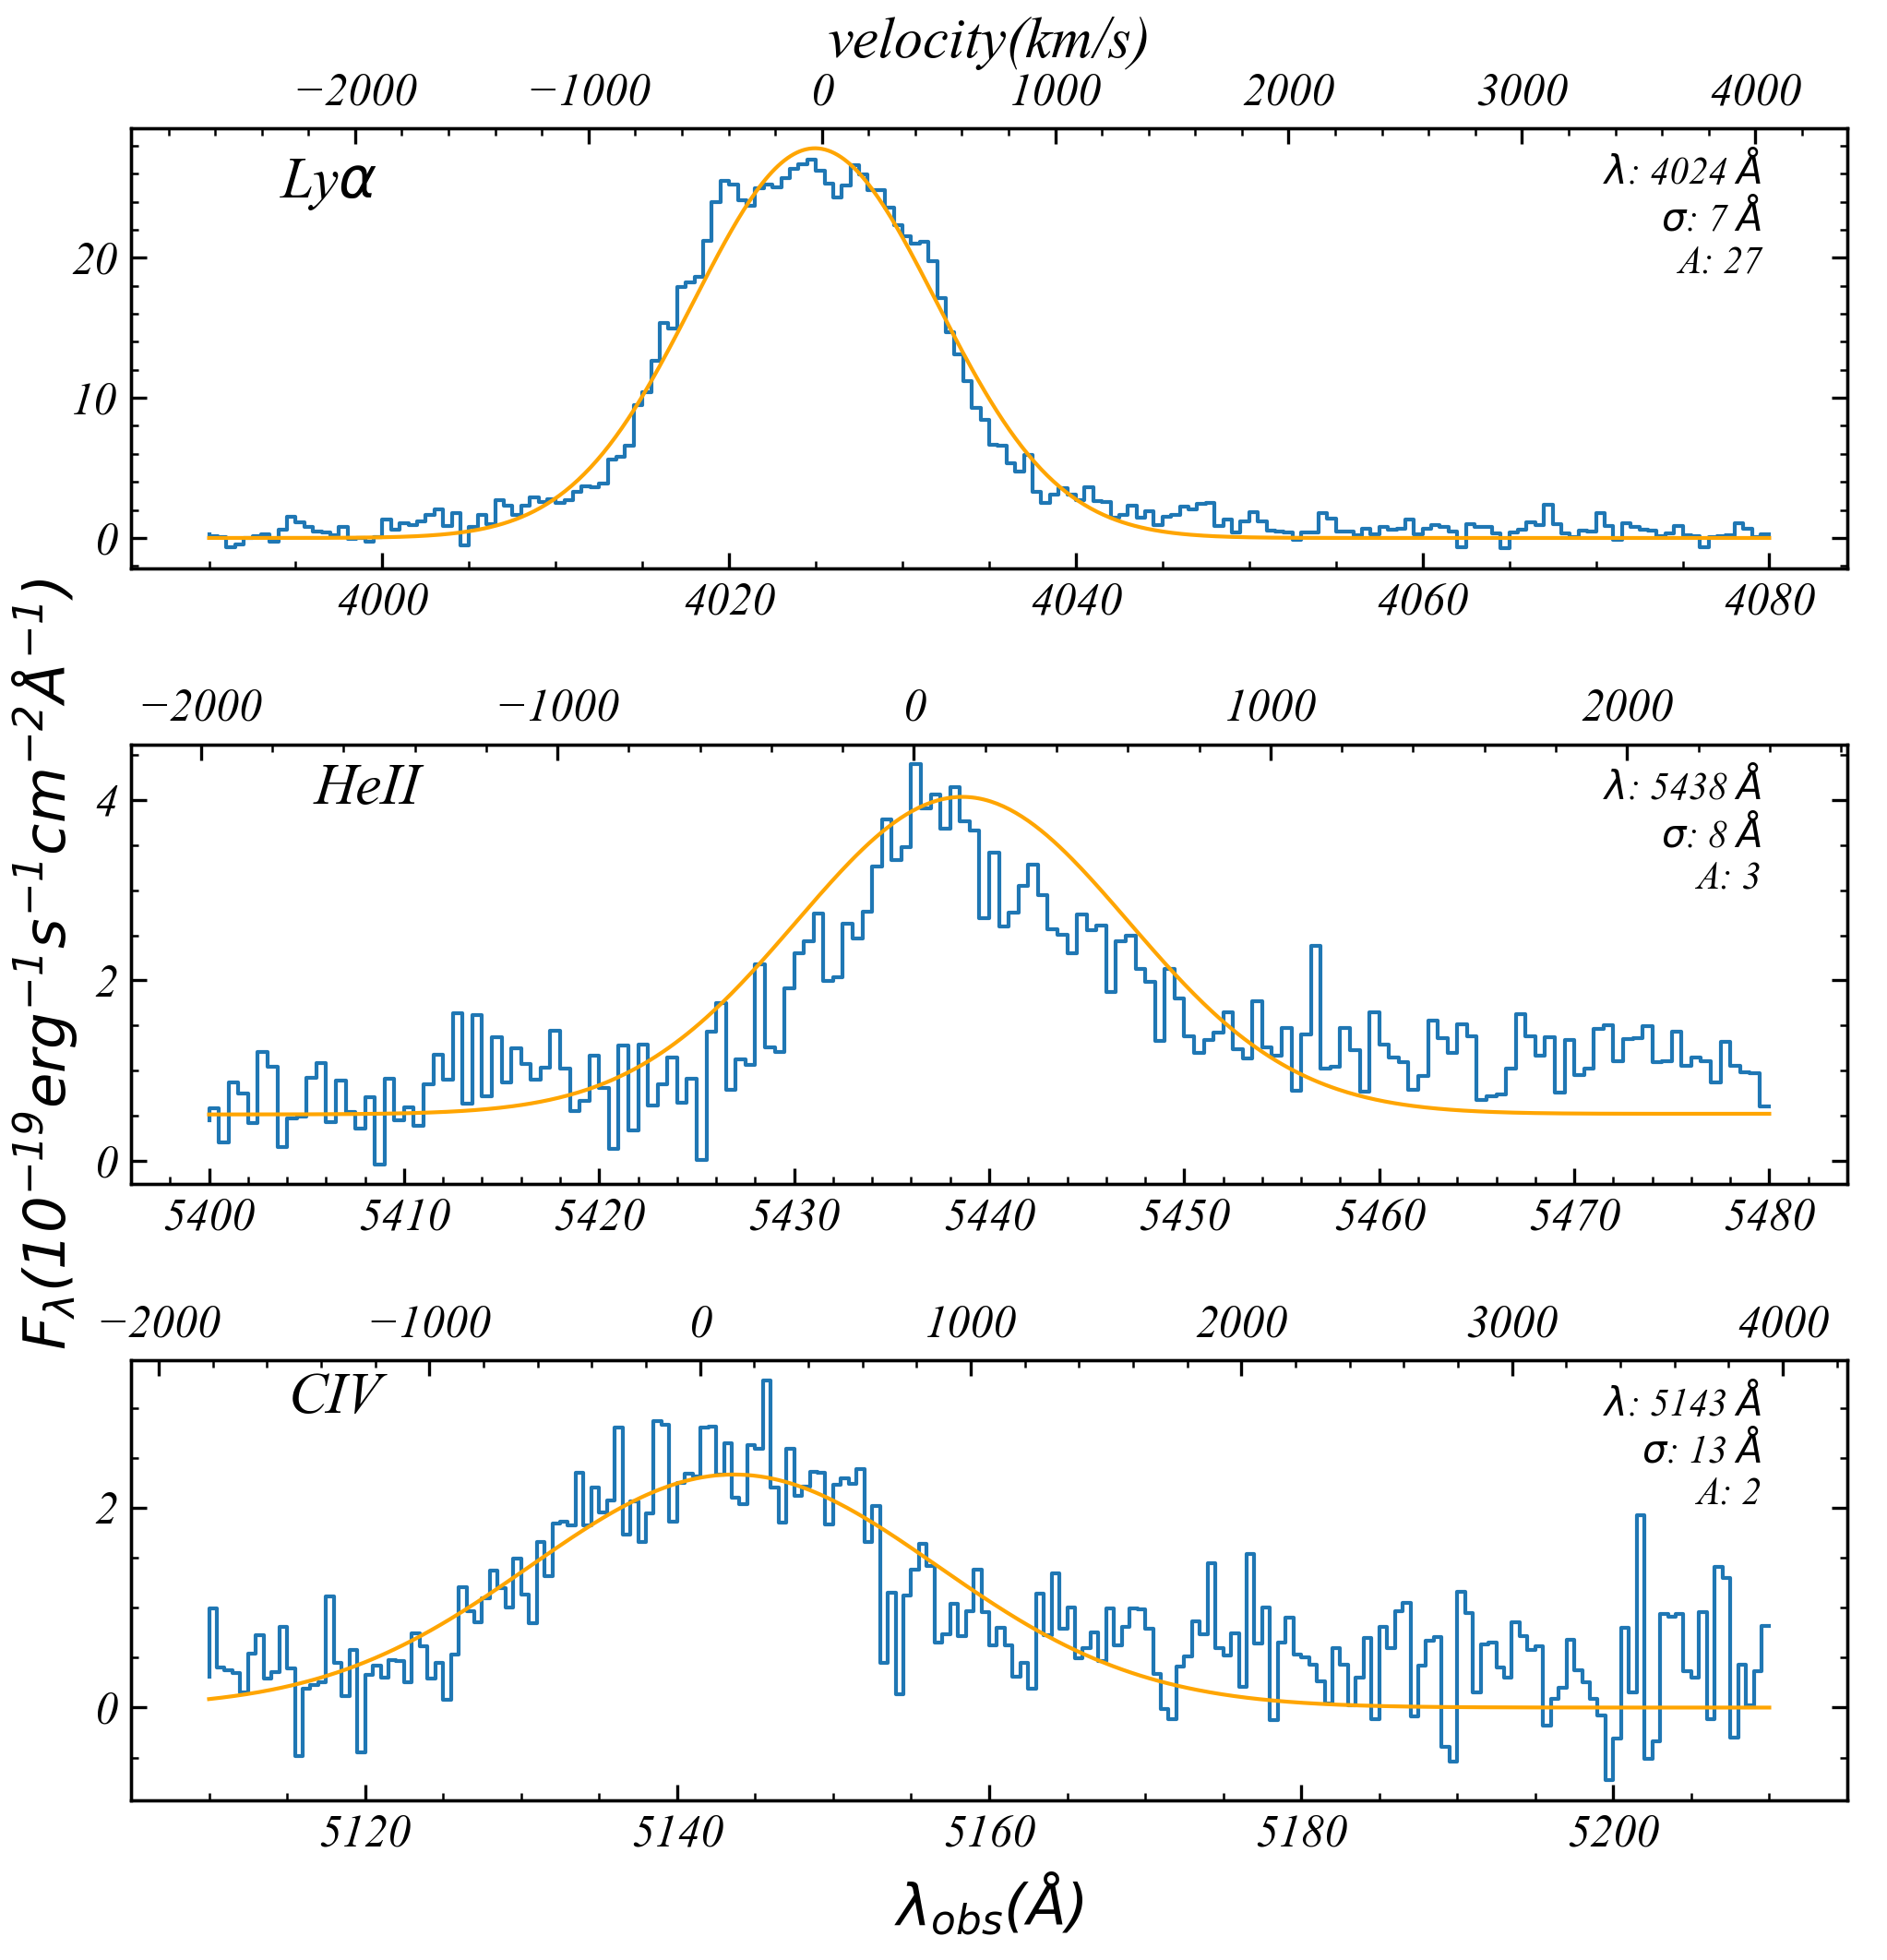 velocity(km/s)
−2000 −1000 0 1000 2000 3000 4000
Lyα
λ: 4024 Å
σ: 7 Å
A: 27
20
10
0
4000 4020 4040 4060 4080
F_λ(10^−19 erg^−1 s^−1 cm^−2 Å^−1)
−2000 −1000 0 1000 2000
HeII
λ: 5438 Å
σ: 8 Å
A: 3
4
2
0
5400 5410 5420 5430 5440 5450 5460 5470 5480
−2000 −1000 0 1000 2000 3000 4000
CIV
λ: 5143 Å
σ: 13 Å
A: 2
2
0
5120 5140 5160 5180 5200
λ_obs(Å)